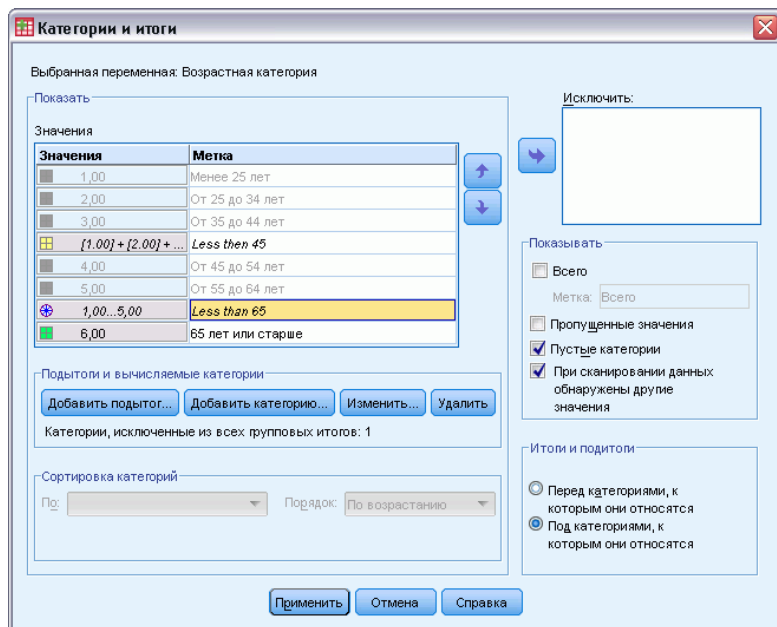 Категории и итоги
Выбранная переменная: Возрастная категория
Показать
Значения
Значения Метка
1,00 Менее 25 лет
2,00 От 25 до 34 лет
3,00 От 35 до 44 лет
[1.00] + [2.00] + ... Less then 45
4,00 От 45 до 54 лет
5,00 От 55 до 64 лет
1,00...5,00 Less than 65
6,00 65 лет или старше
Подытоги и вычисляемые категории
Добавить подытог... Добавить категорию... Изменить... Удалить
Категории, исключенные из всех групповых итогов: 1
Сортировка категорий
По: Порядок: По возрастанию
Исключить:
Показывать
Всего
Метка: Всего
Пропущенные значения
Пустые категории
При сканировании данных
обнаружены другие
значения
Итоги и подитоги
Перед категориями, к
которым они относятся
Под категориями, к
которым они относятся
Применить Отмена Справка